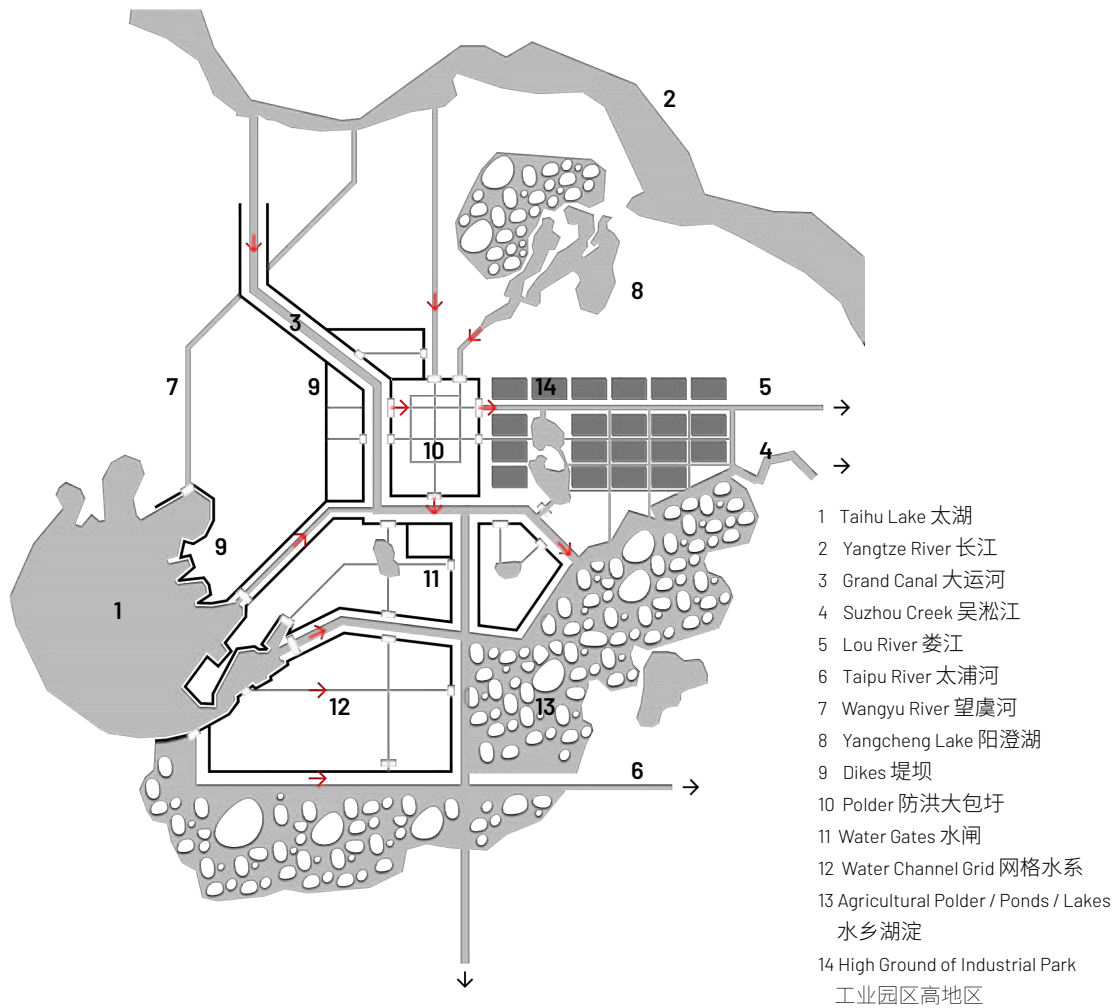 2
8
3
7
9
14
5
10
4
9
11
1
12
13
6
1 Taihu Lake 太湖
2 Yangtze River 长江
3 Grand Canal 大运河
4 Suzhou Creek 吴淞江
5 Lou River 娄江
6 Taipu River 太浦河
7 Wangyu River 望虞河
8 Yangcheng Lake 阳澄湖
9 Dikes 堤坝
10 Polder 防洪大包圩
11 Water Gates 水闸
12 Water Channel Grid 网格水系
13 Agricultural Polder / Ponds / Lakes
水乡湖淀
14 High Ground of Industrial Park
工业园区高地区